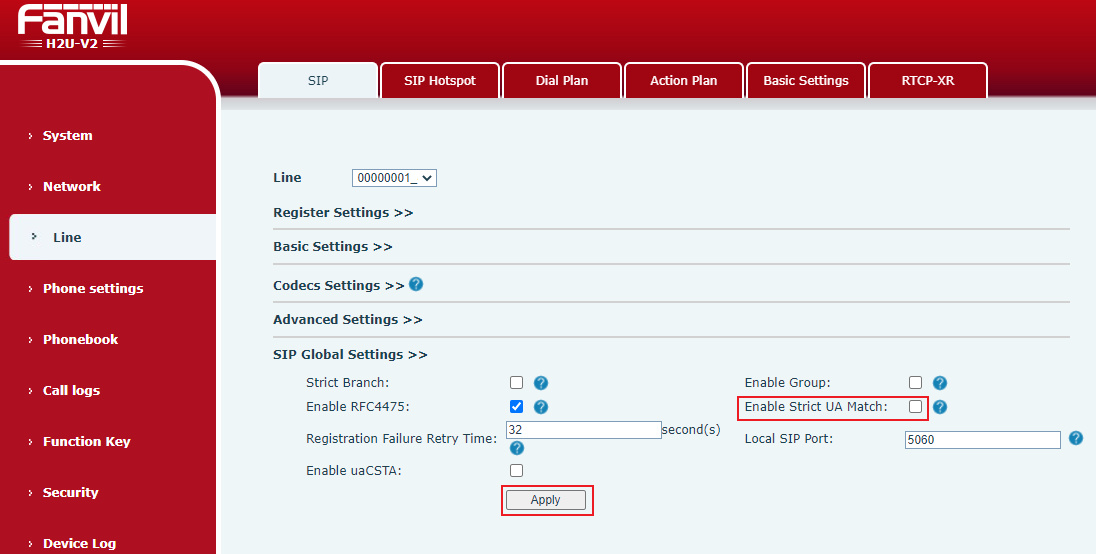 Fanvil
H2U-V2
SIP
SIP Hotspot
Dial Plan
Action Plan
Basic Settings
RTCP-XR
› System
› Network
› Line
› Phone settings
› Phonebook
› Call logs
› Function Key
› Security
› Device Log
Line 00000001_
Register Settings >>
Basic Settings >>
Codecs Settings >> ?
Advanced Settings >>
SIP Global Settings >>
Strict Branch: ? Enable Group: ?
Enable RFC4475: ? Enable Strict UA Match: ?
Registration Failure Retry Time: 32 second(s) ? Local SIP Port: 5060 ?
Enable uaCSTA:
Apply